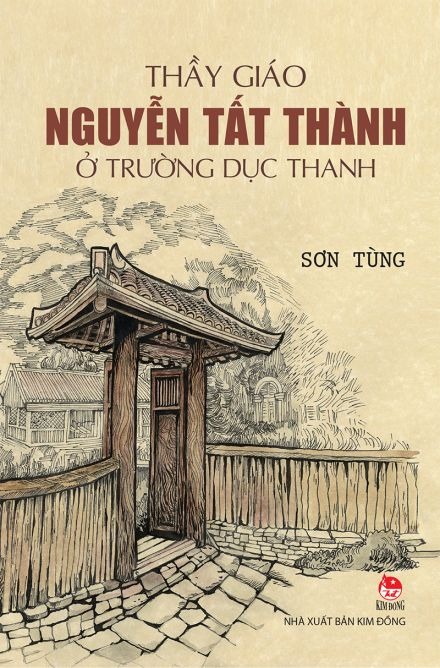 THẦY GIÁO
NGUYỄN TẤT THÀNH
Ở TRƯỜNG DỤC THANH
SƠN TÙNG
KIM ĐỒNG
NHÀ XUẤT BẢN KIM ĐỒNG